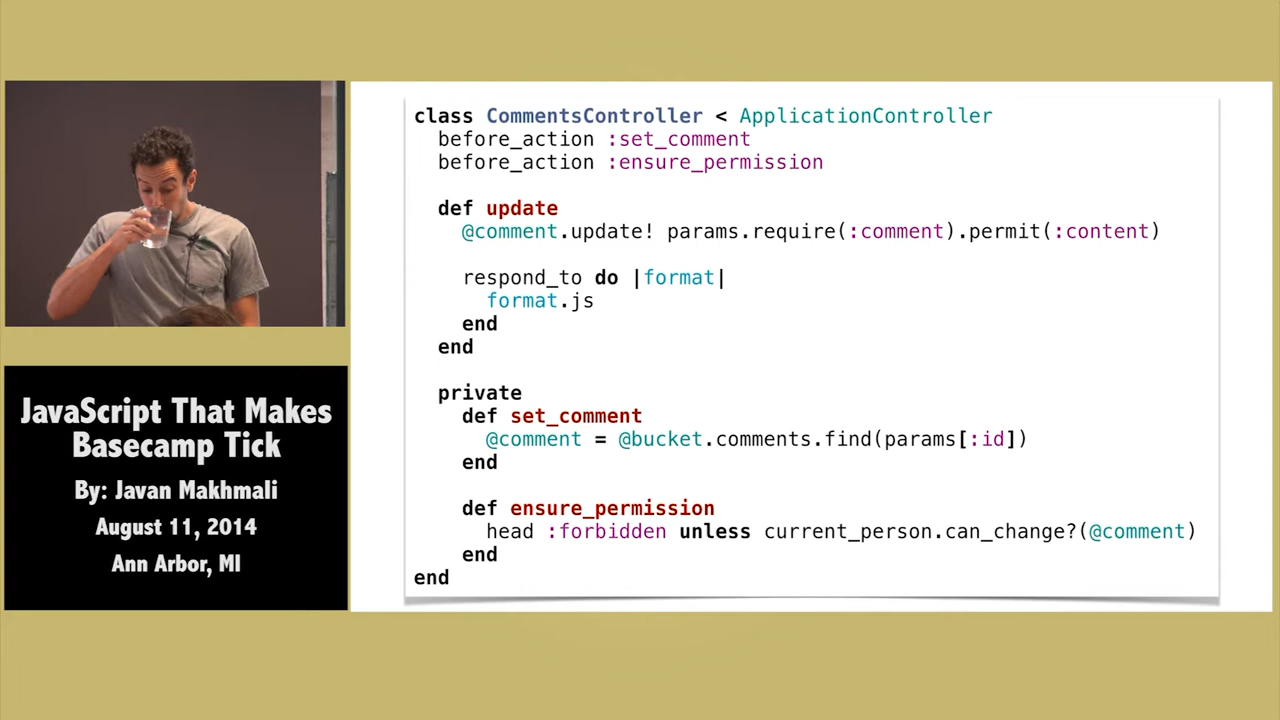 class CommentsController < ApplicationController
before_action :set_comment
before_action :ensure_permission
def update
@comment.update! params.require(:comment).permit(:content)
respond_to do |format|
format.js
end
end
private
def set_comment
@comment = @bucket.comments.find(params[:id])
end
def ensure_permission
head :forbidden unless current_person.can_change?(@comment)
end
end
JavaScript That Makes
Basecamp Tick
By: Javan Makhmali
August 11, 2014
Ann Arbor, MI